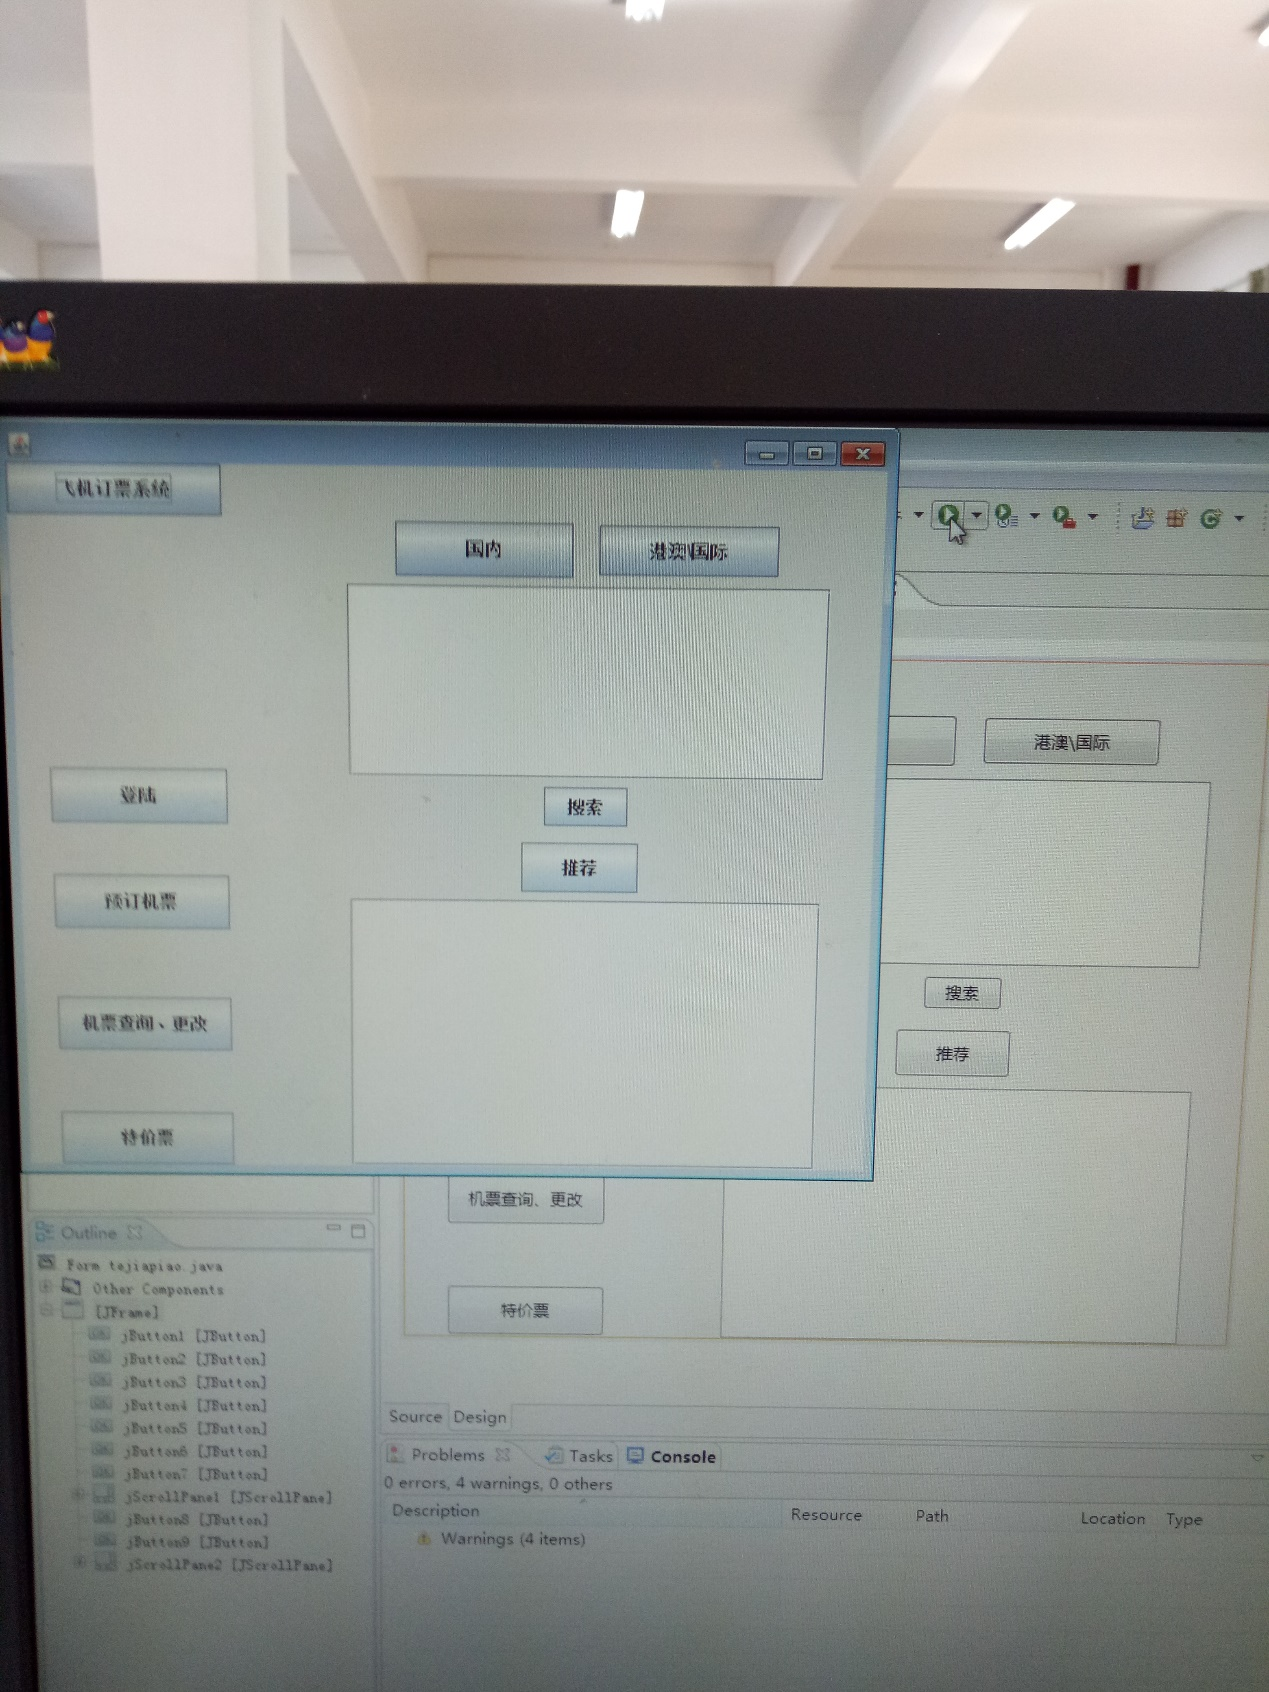 飞机订票系统
国内
港澳\国际
登陆
搜索
推荐
预订机票
机票查询、更改
特价票
港澳\国际
搜索
推荐
机票查询、更改
特价票
Outline
Form tejiapiao.java
Other Components
[JFrame]
jButton1 [JButton]
jButton2 [JButton]
jButton3 [JButton]
jButton4 [JButton]
jButton5 [JButton]
jButton6 [JButton]
jButton7 [JButton]
jScrollPane1 [JScrollPane]
jButton8 [JButton]
jButton9 [JButton]
jScrollPane2 [JScrollPane]
Source Design
Problems Tasks Console
0 errors, 4 warnings, 0 others
Description Resource Path Location Type
Warnings (4 items)